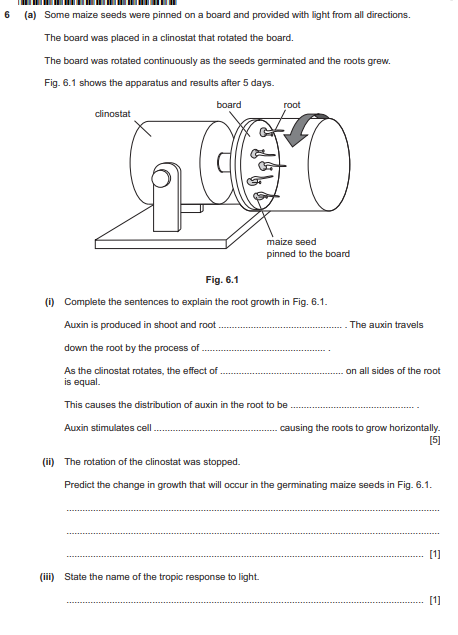 6 (a) Some maize seeds were pinned on a board and provided with light from all directions.
The board was placed in a clinostat that rotated the board.
The board was rotated continuously as the seeds germinated and the roots grew.
Fig. 6.1 shows the apparatus and results after 5 days.
clinostat
board
root
maize seed
pinned to the board
Fig. 6.1
(i) Complete the sentences to explain the root growth in Fig. 6.1.
Auxin is produced in shoot and root .............................................. . The auxin travels
down the root by the process of .............................................. .
As the clinostat rotates, the effect of .............................................. on all sides of the root
is equal.
This causes the distribution of auxin in the root to be .............................................. .
Auxin stimulates cell .............................................. causing the roots to grow horizontally.
[5]
(ii) The rotation of the clinostat was stopped.
Predict the change in growth that will occur in the germinating maize seeds in Fig. 6.1.
..........................................................................................................................................
..........................................................................................................................................
.................................................................................................................................... [1]
(iii) State the name of the tropic response to light.
.................................................................................................................................... [1]